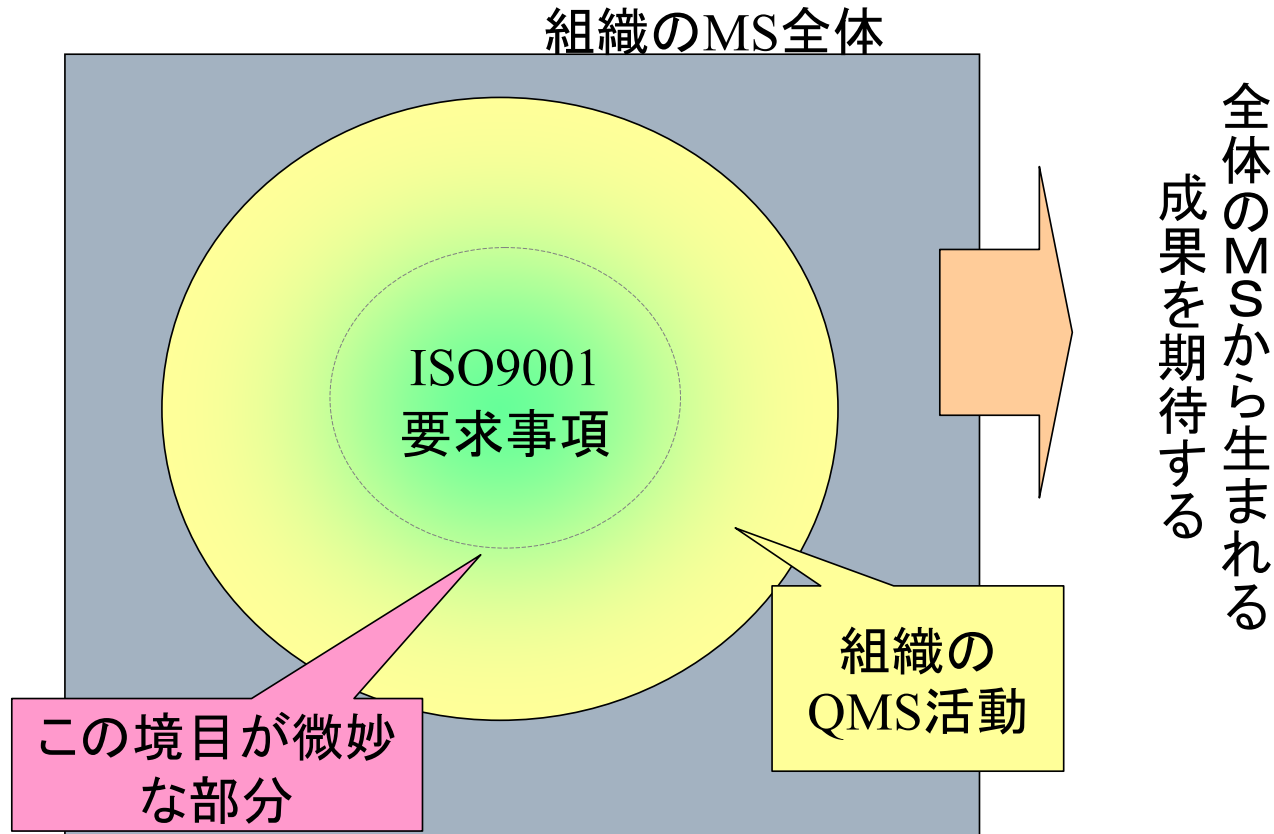 組織のMS全体
全体のＭＳから生まれる
成果を期待する
ISO9001
要求事項
組織の
QMS活動
この境目が微妙
な部分